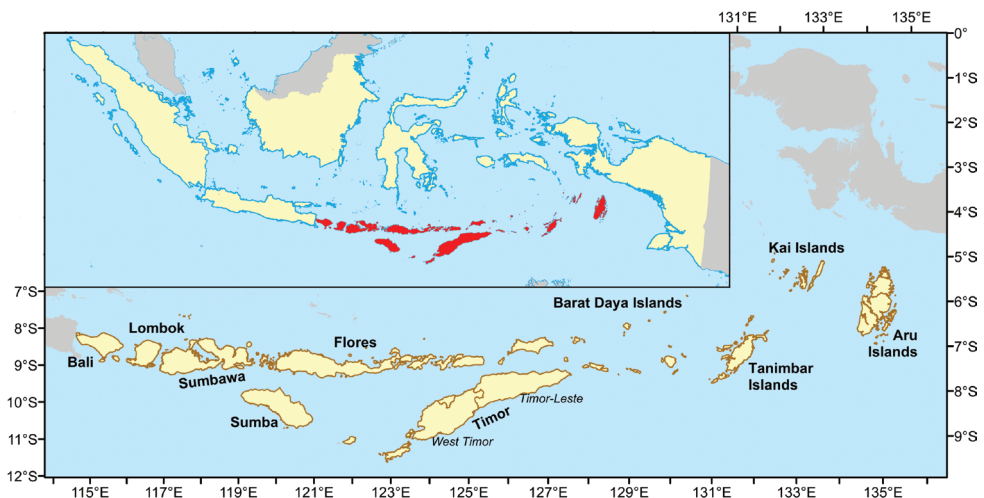 131°E 133°E 135°E
0°
1°S
2°S
3°S
4°S
5°S
6°S
7°S
8°S
9°S
7°S
8°S
9°S
10°S
11°S
12°S
Kai Islands
Barat Daya Islands
Aru
Islands
Lombok
Flores
Bali
Sumbawa
Tanimbar
Islands
Timor-Leste
Sumba
Timor
West Timor
115°E 117°E 119°E 121°E 123°E 125°E 127°E 129°E 131°E 133°E 135°E